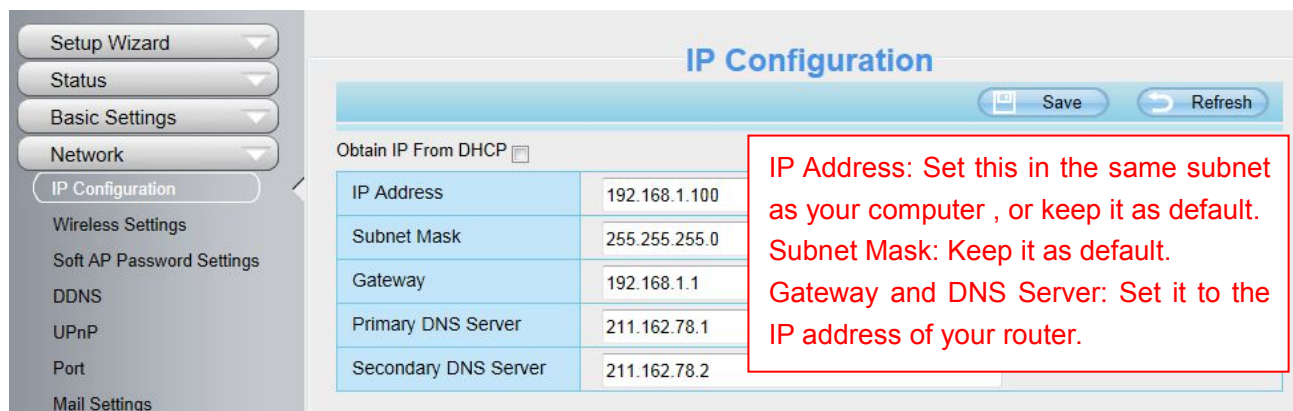 Setup Wizard
Status
Basic Settings
Network
IP Configuration
Wireless Settings
Soft AP Password Settings
DDNS
UPnP
Port
Mail Settings
IP Configuration
Save Refresh
Obtain IP From DHCP
IP Address 192.168.1.100
Subnet Mask 255.255.255.0
Gateway 192.168.1.1
Primary DNS Server 211.162.78.1
Secondary DNS Server 211.162.78.2
IP Address: Set this in the same subnet
as your computer , or keep it as default.
Subnet Mask: Keep it as default.
Gateway and DNS Server: Set it to the
IP address of your router.